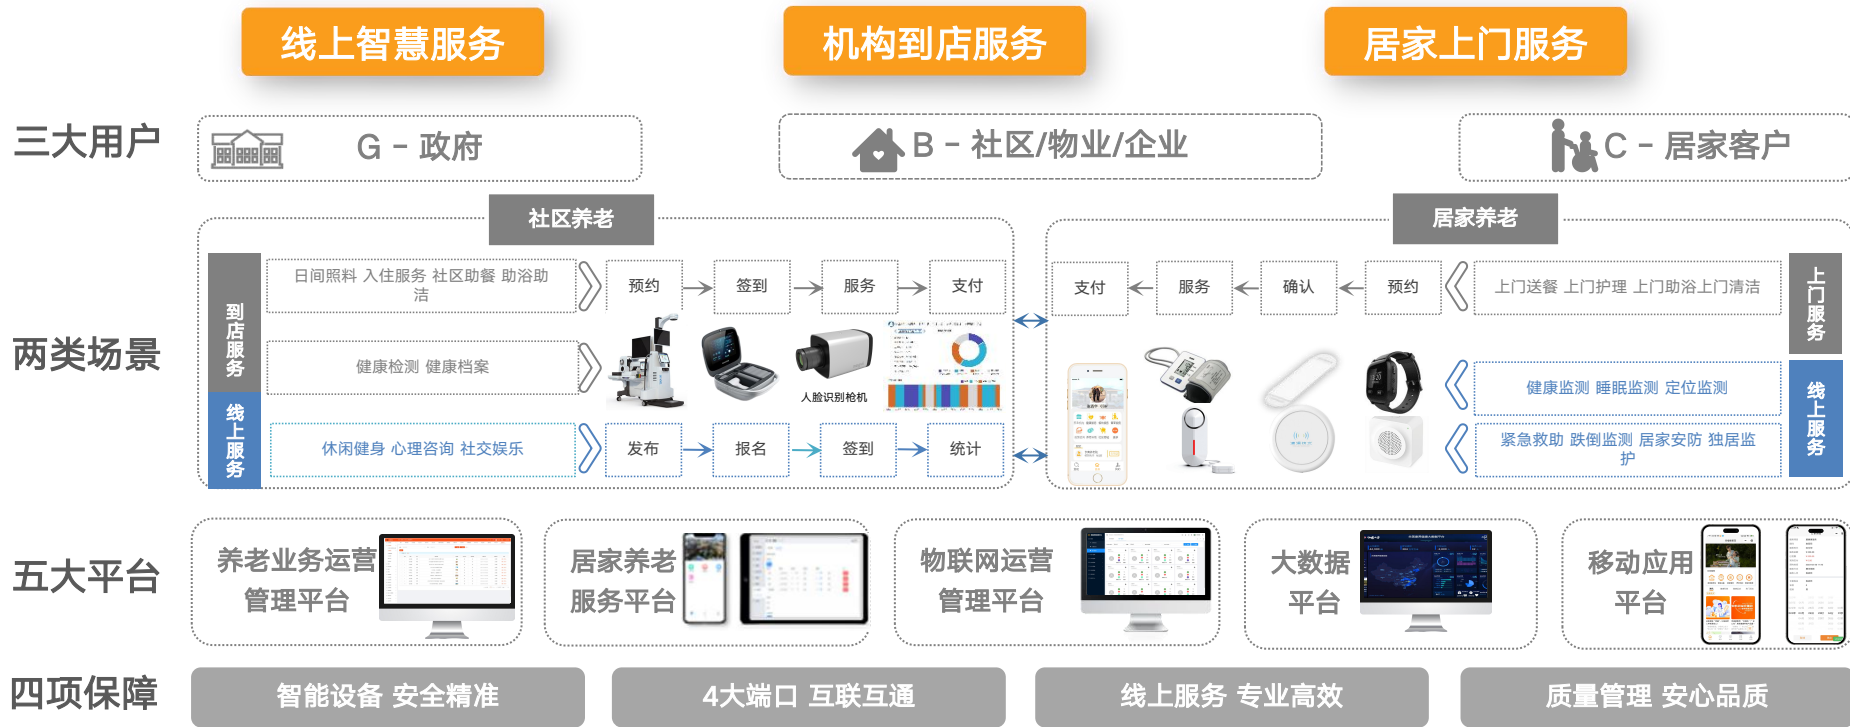 线上智慧服务
机构到店服务
居家上门服务
三大用户
G - 政府
B - 社区/物业/企业
C - 居家客户
两类场景
社区养老
到店服务
线上服务
日间照料 入住服务 社区助餐 助浴助
洁
预约
签到
服务
支付
健康检测 健康档案
人脸识别枪机
休闲健身 心理咨询 社交娱乐
发布
报名
签到
统计
居家养老
支付
服务
确认
预约
上门送餐 上门护理 上门助浴上门清洁
上门服务
健康监测 睡眠监测 定位监测
紧急救助 跌倒监测 居家安防 独居监
护
线上服务
五大平台
养老业务运营
管理平台
居家养老
服务平台
物联网运营
管理平台
大数据
平台
移动应用
平台
四项保障
智能设备 安全精准
4大端口 互联互通
线上服务 专业高效
质量管理 安心品质